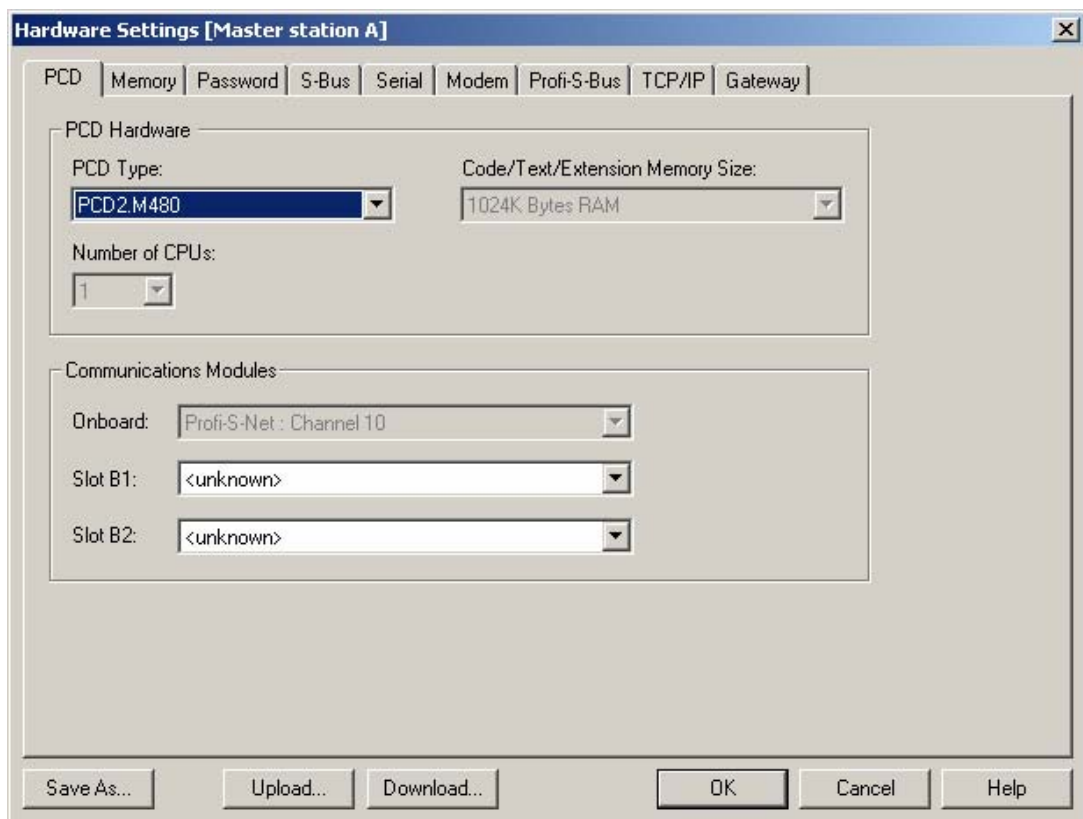 Hardware Settings [Master station A]
PCD Memory Password S-Bus Serial Modem Profi-S-Bus TCP/IP Gateway
PCD Hardware
PCD Type: Code/Text/Extension Memory Size:
PCD2.M480 1024K Bytes RAM
Number of CPUs:
1
Communications Modules
Onboard: Profi-S-Net : Channel 10
Slot B1: <unknown>
Slot B2: <unknown>
Save As... Upload... Download... OK Cancel Help